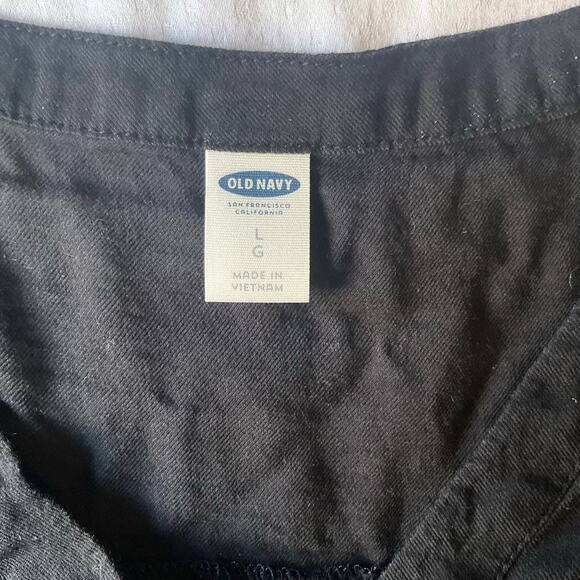 OLD NAVY
SAN FRANCISCO
CALIFORNIA
L
G
MADE IN
VIETNAM